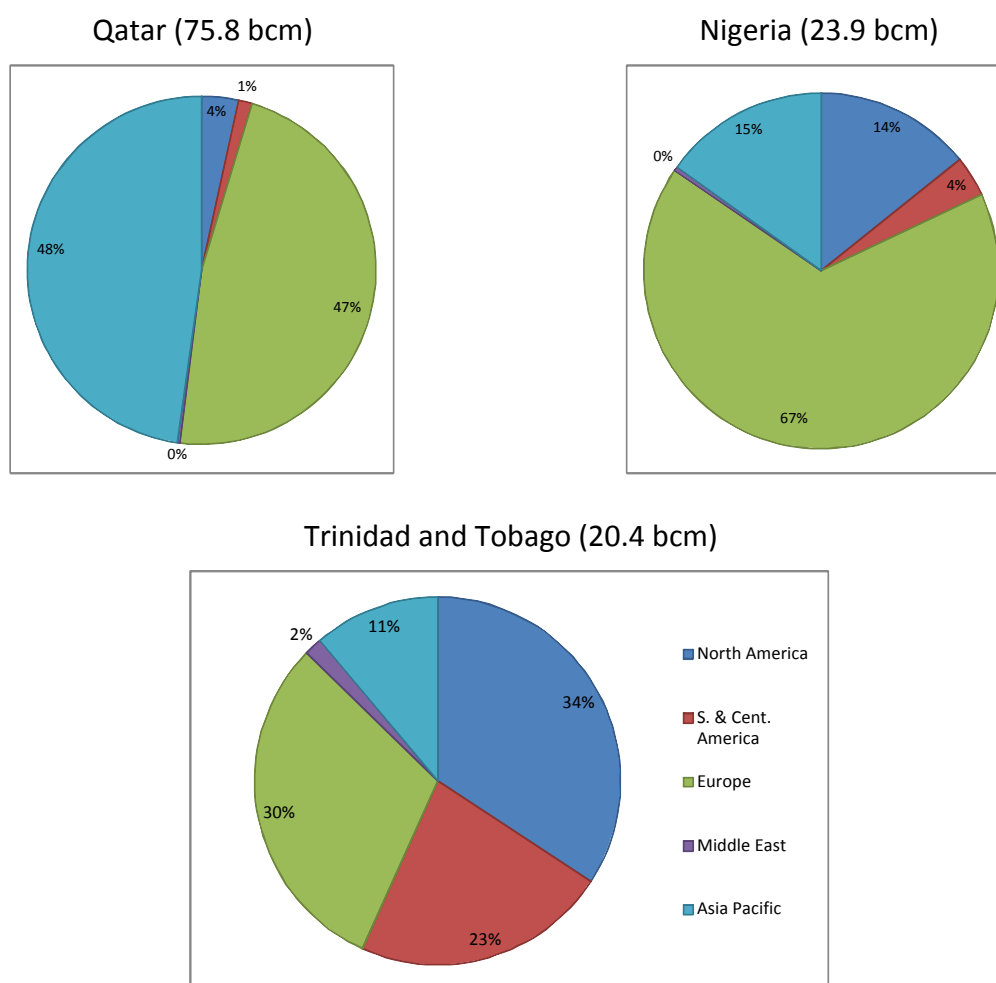 Qatar (75.8 bcm)
4%
1%
47%
0%
48%
Nigeria (23.9 bcm)
14%
4%
67%
0%
15%
Trinidad and Tobago (20.4 bcm)
34%
23%
30%
2%
11%
North America
S. & Cent.
America
Europe
Middle East
Asia Pacific